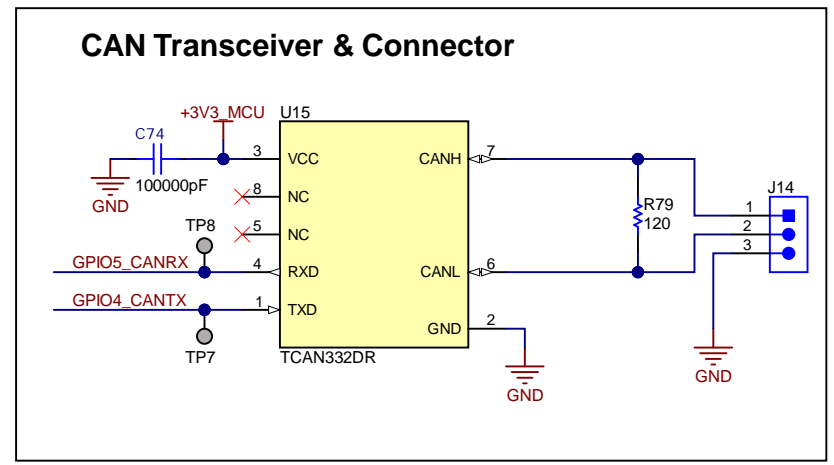 CAN Transceiver & Connector
+3V3_MCU
U15
C74
100000pF
GND
3
VCC
8
NC
5
NC
TP8
GPIO5_CANRX
4
RXD
GPIO4_CANTX
1
TXD
TP7
TCAN332DR
CANH
7
CANL
6
GND
2
GND
R79
120
J14
1
2
3
GND